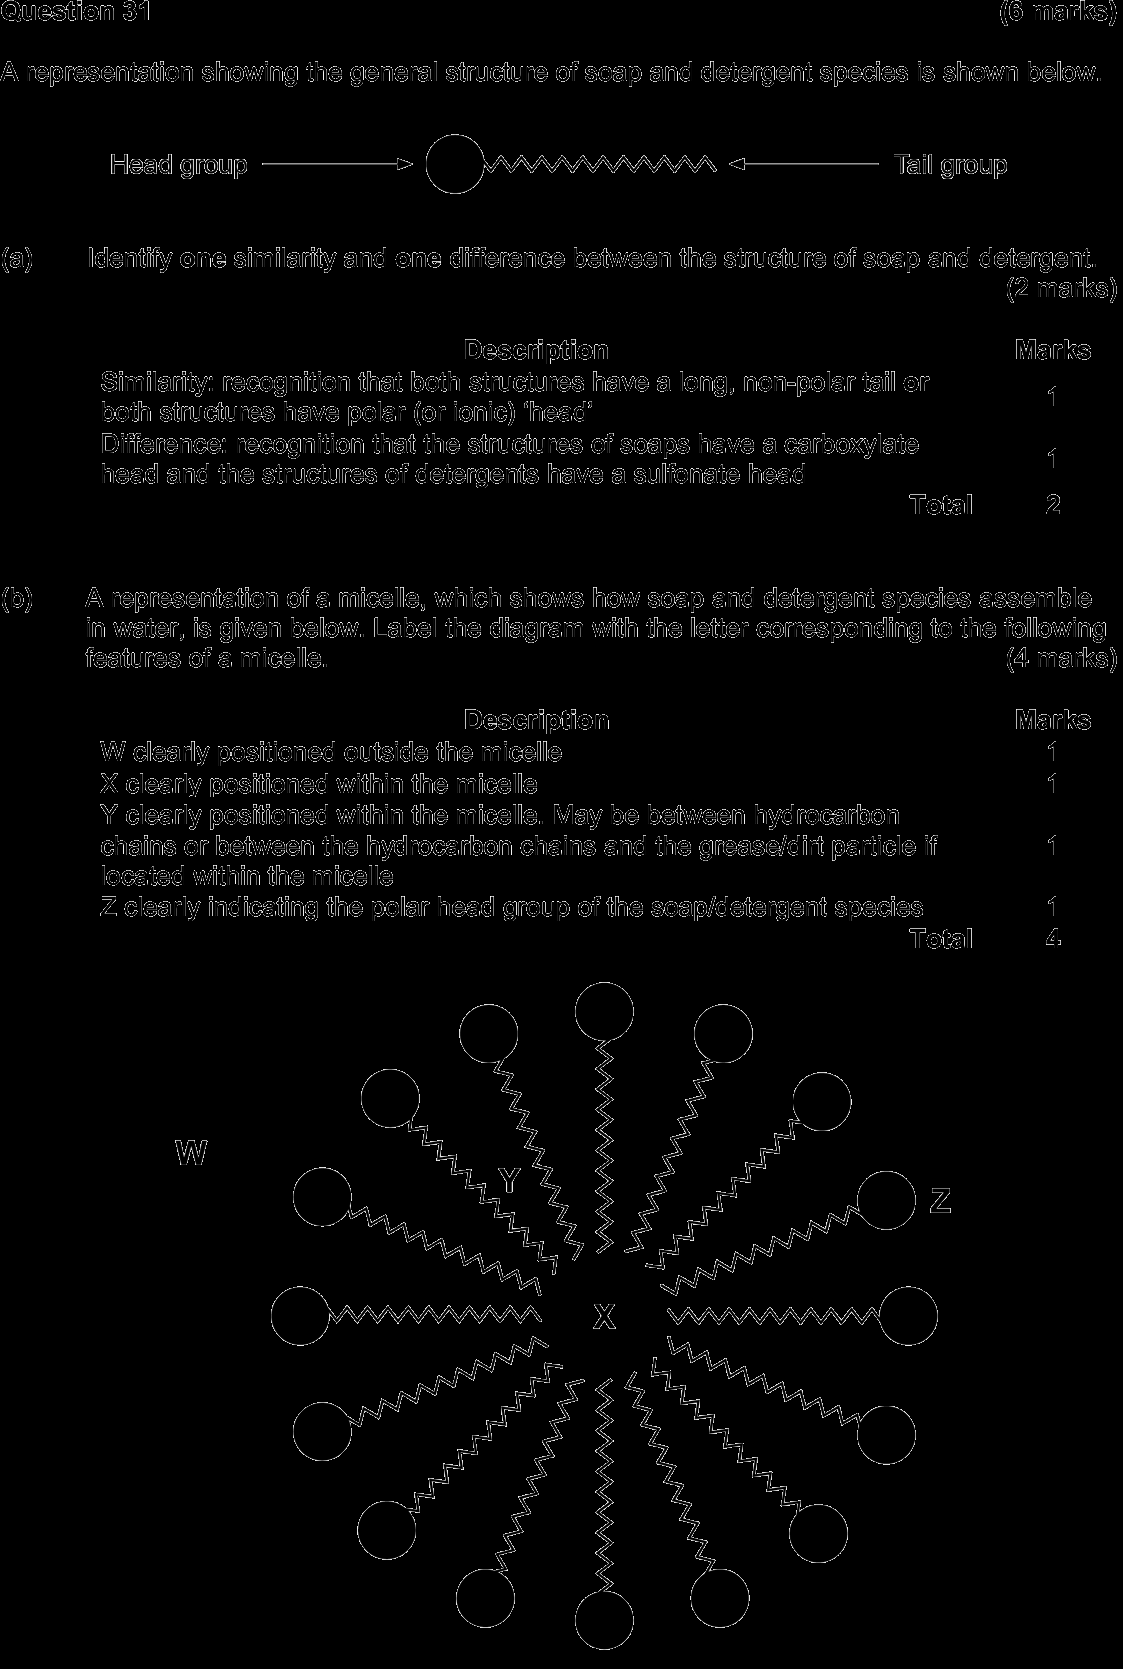 Question 31 (6 marks)
A representation showing the general structure of soap and detergent species is shown below.
Head group Tail group
(a) Identify one similarity and one difference between the structure of soap and detergent.
(2 marks)
Description Marks
Similarity: recognition that both structures have a long, non-polar tail or
both structures have polar (or ionic) ‘head’ 1
Difference: recognition that the structures of soaps have a carboxylate
head and the structures of detergents have a sulfonate head 1
Total 2
(b) A representation of a micelle, which shows how soap and detergent species assemble
in water, is given below. Label the diagram with the letter corresponding to the following
features of a micelle. (4 marks)
Description Marks
W clearly positioned outside the micelle 1
X clearly positioned within the micelle 1
Y clearly positioned within the micelle. May be between hydrocarbon
chains or between the hydrocarbon chains and the grease/dirt particle if 1
located within the micelle
Z clearly indicating the polar head group of the soap/detergent species 1
Total 4
W
Y
Z
X